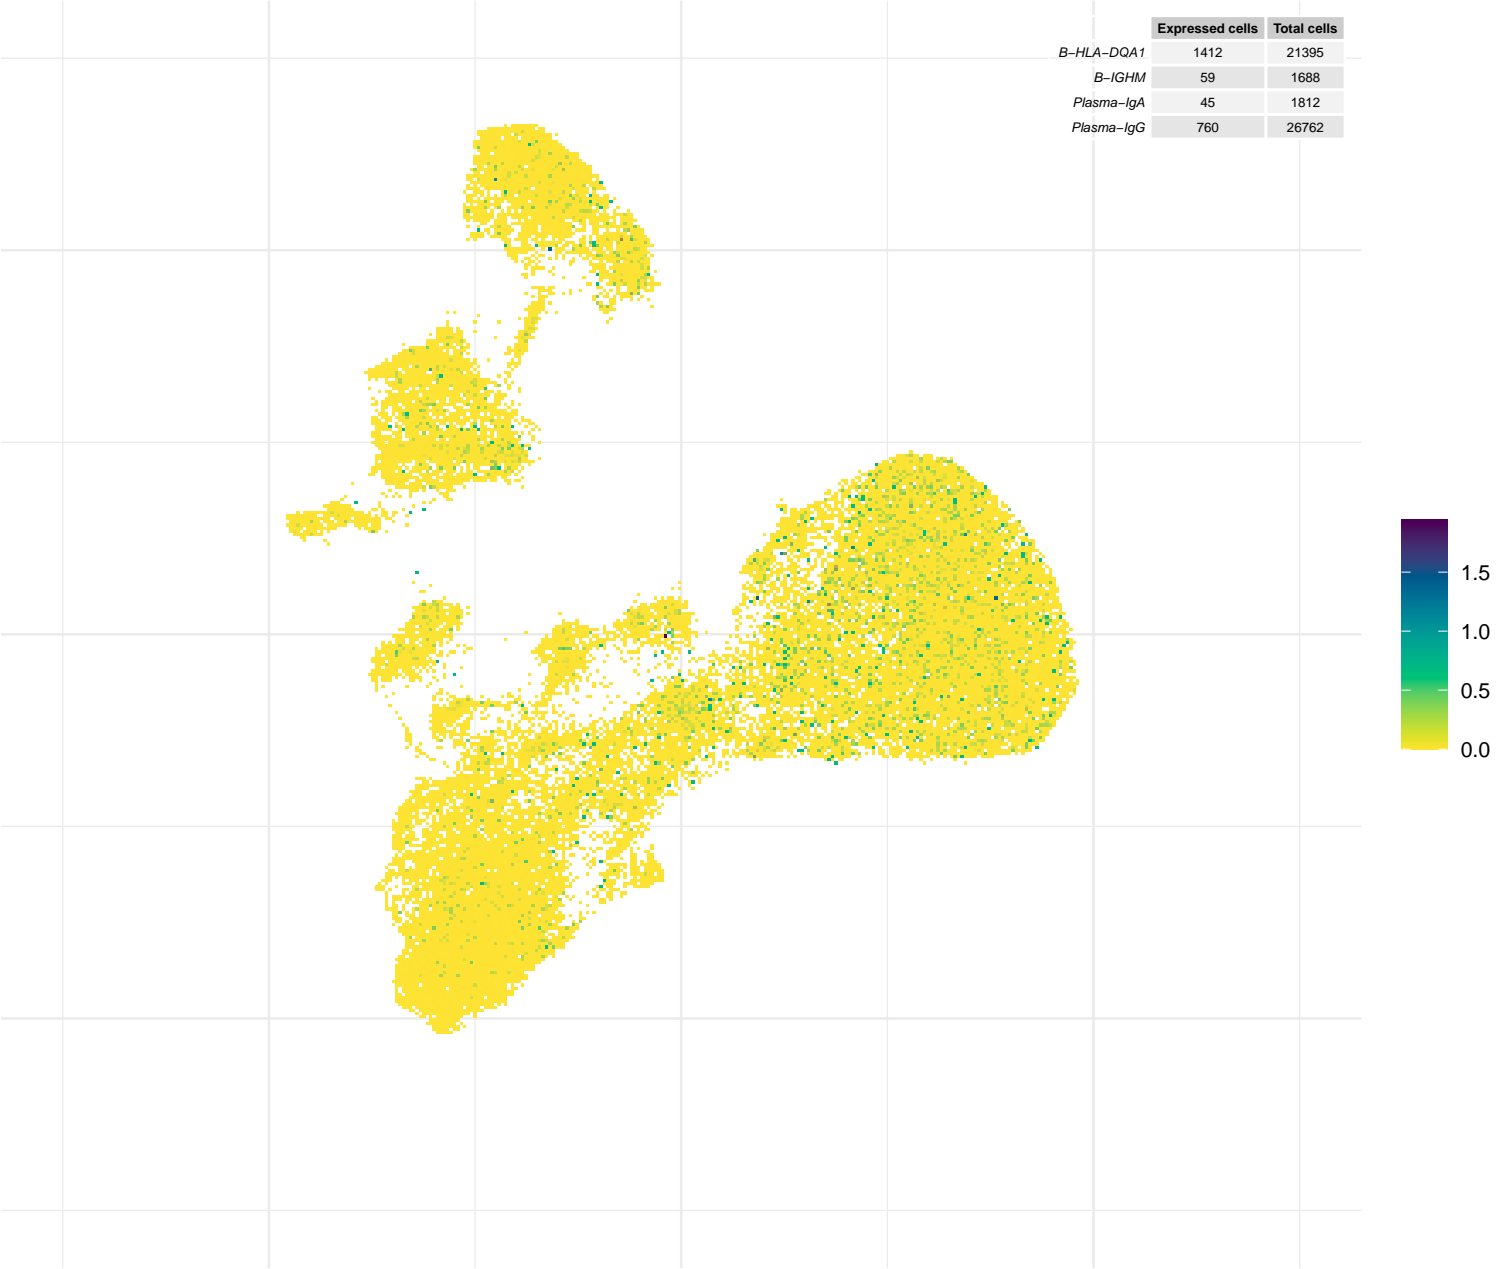 Expressed cells Total cells
B−HLA−DQA1 1412 21395
B−IGHM 59 1688
Plasma−IgA 45 1812
Plasma−IgG 760 26762
1.5
1.0
0.5
0.0